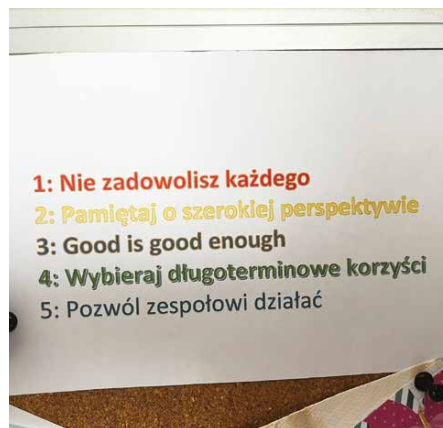 1: Nie zadowolisz każdego
2: Pamiętaj o szerokiej perspektywie
3: Good is good enough
4: Wybieraj długoterminowe korzyści
5: Pozwól zespołowi działać